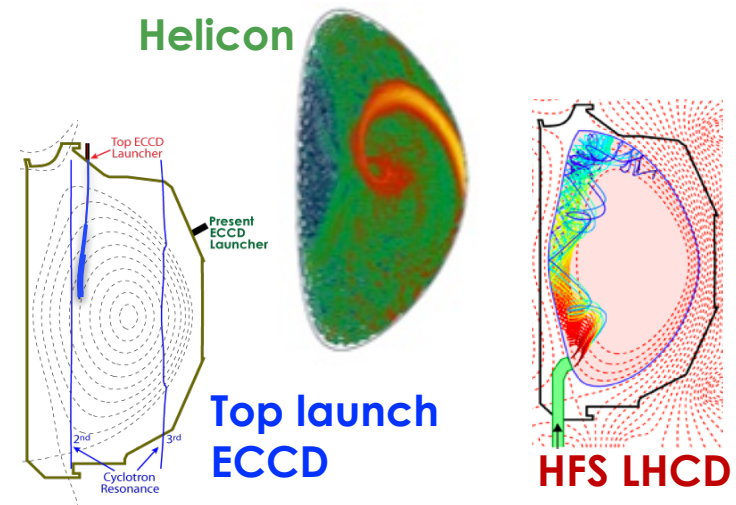 Helicon
Top ECCD
Launcher
Present
ECCD
Launcher
2nd
3rd
Cyclotron
Resonance
Top launch
ECCD
HFS LHCD